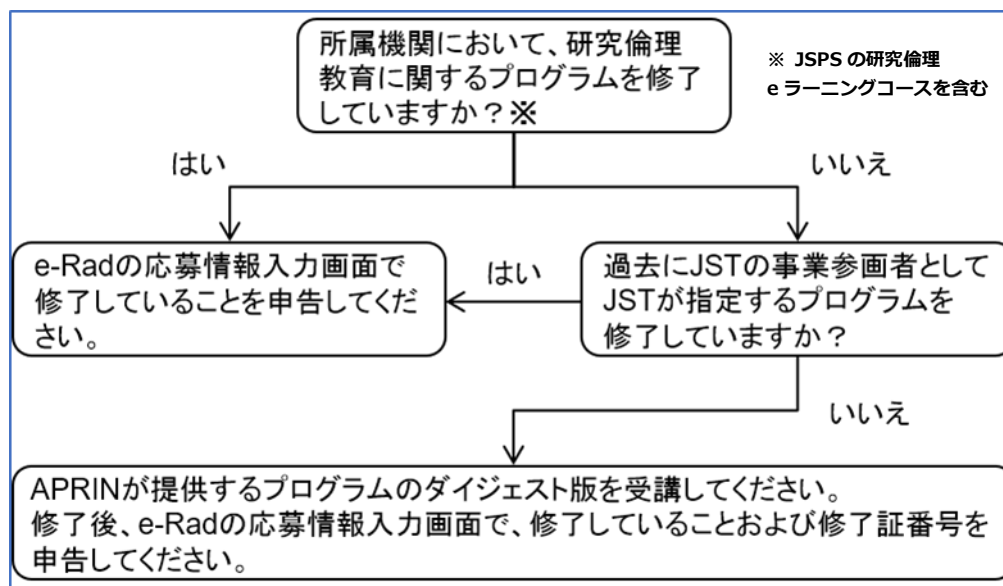 所属機関において、研究倫理
教育に関するプログラムを修了
していますか？※
※ JSPS の研究倫理
e ラーニングコースを含む
はい
いいえ
e-Radの応募情報入力画面で
修了していることを申告してくだ
さい。
はい
過去にJSTの事業参画者として
JSTが指定するプログラムを
修了していますか？
いいえ
APRINが提供するプログラムのダイジェスト版を受講してください。
修了後、e-Radの応募情報入力画面で、修了していることおよび修了証番号を
申告してください。